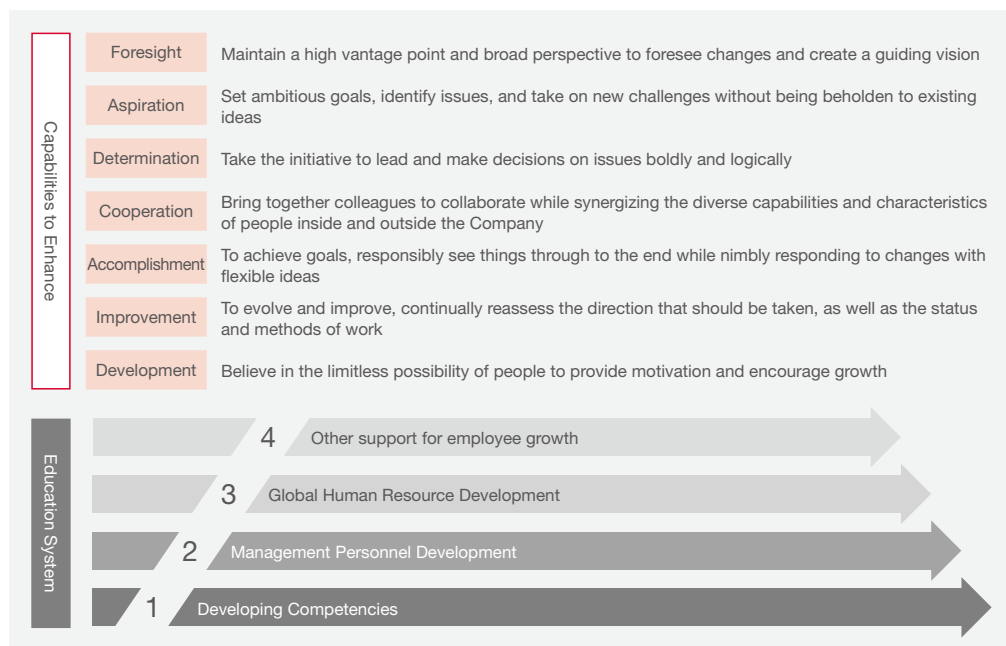 Capabilities to Enhance
Foresight
Maintain a high vantage point and broad perspective to foresee changes and create a guiding vision
Aspiration
Set ambitious goals, identify issues, and take on new challenges without being beholden to existing
ideas
Determination
Take the initiative to lead and make decisions on issues boldly and logically
Cooperation
Bring together colleagues to collaborate while synergizing the diverse capabilities and characteristics
of people inside and outside the Company
Accomplishment
To achieve goals, responsibly see things through to the end while nimbly responding to changes with
flexible ideas
Improvement
To evolve and improve, continually reassess the direction that should be taken, as well as the status
and methods of work
Development
Believe in the limitless possibility of people to provide motivation and encourage growth
Education System
4 Other support for employee growth
3 Global Human Resource Development
2 Management Personnel Development
1 Developing Competencies